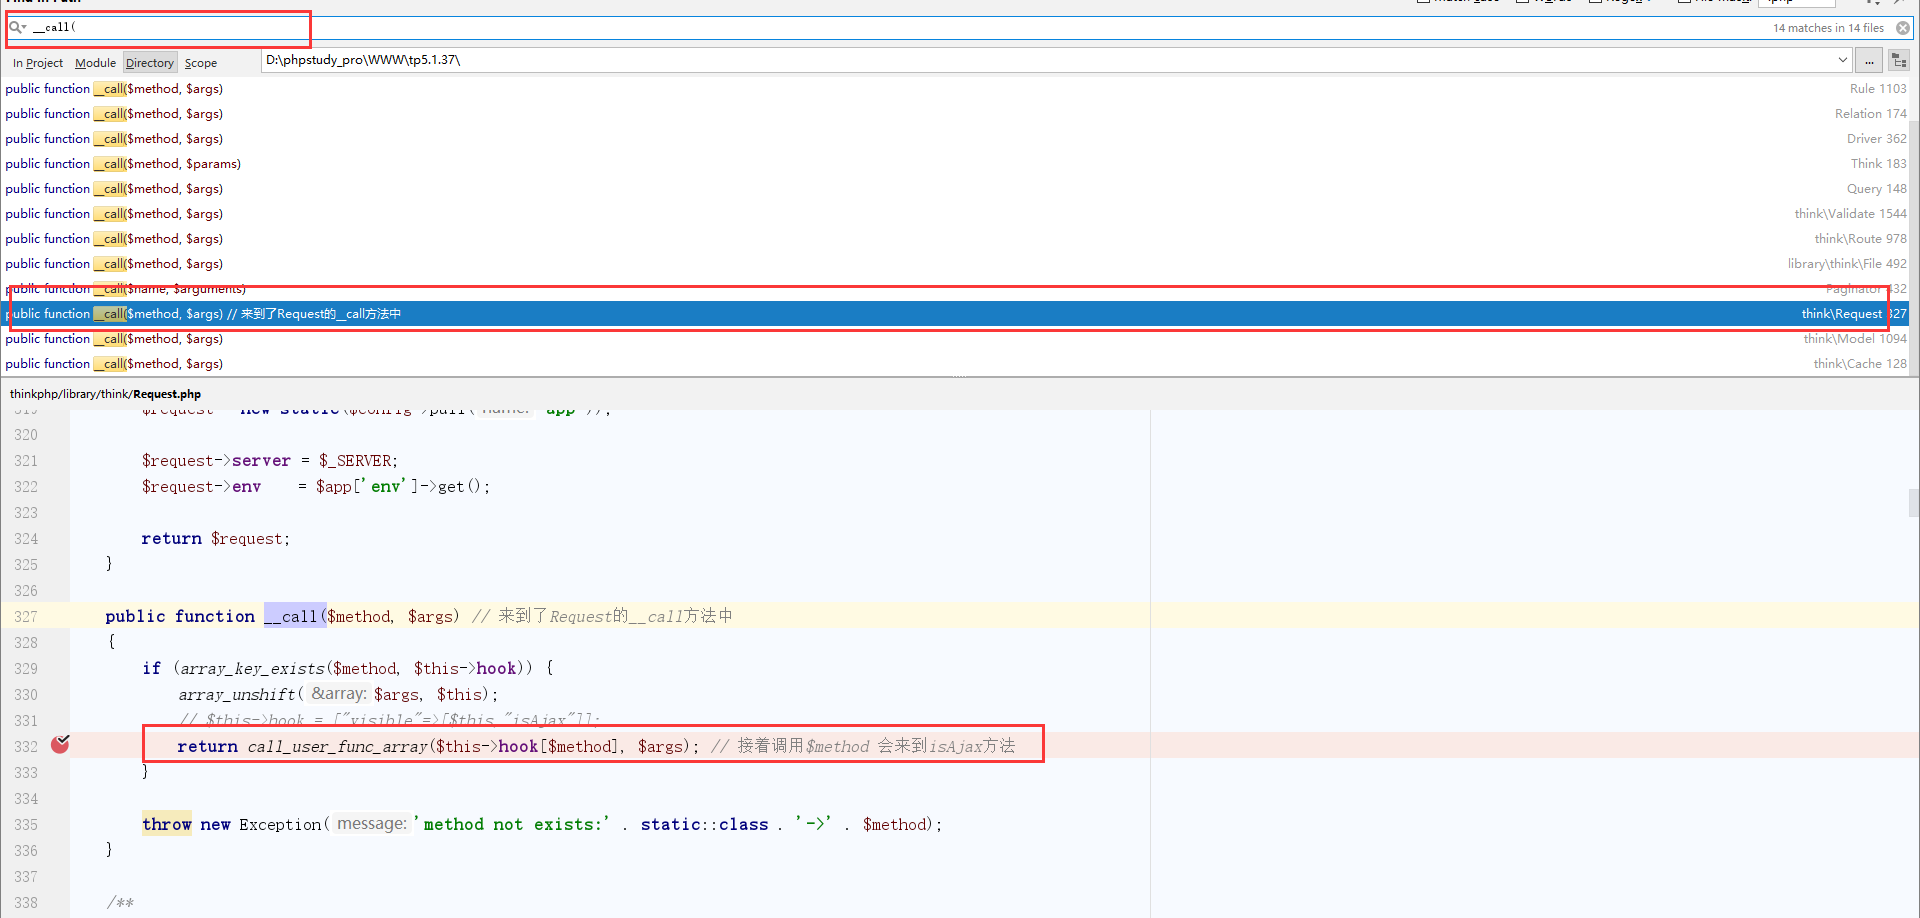 Find in Path
Match case Words Regex ? File mask: *.php
__call(
14 matches in 14 files
In Project Module Directory Scope D:\phpstudy_pro\WWW\tp5.1.37\ ...
public function __call($method, $args) Rule 1103
public function __call($method, $args) Relation 174
public function __call($method, $args) Driver 362
public function __call($method, $params) Think 183
public function __call($method, $args) Query 148
public function __call($method, $args) think\Validate 1544
public function __call($method, $args) think\Route 978
public function __call($method, $args) library\think\File 492
public function __call($name, $arguments) Paginator 432
public function __call($method, $args) // 来到了Request的__call方法中 think\Request 327
public function __call($method, $args) think\Model 1094
public function __call($method, $args) think\Cache 128
thinkphp/library/think/Request.php
319 $request = new static($config->pull( name: 'app'));
320
321 $request->server = $_SERVER;
322 $request->env = $app['env']->get();
323
324 return $request;
325 }
326
327 public function __call($method, $args) // 来到了Request的__call方法中
328 {
329 if (array_key_exists($method, $this->hook)) {
330 array_unshift( &array: $args, $this);
331 // $this->hook = ["visible"=>[$this,"isAjax"]];
332 return call_user_func_array($this->hook[$method], $args); // 接着调用$method 会来到isAjax方法
333 }
334
335 throw new Exception( message: 'method not exists:' . static::class . '->' . $method);
336 }
337
338 /**